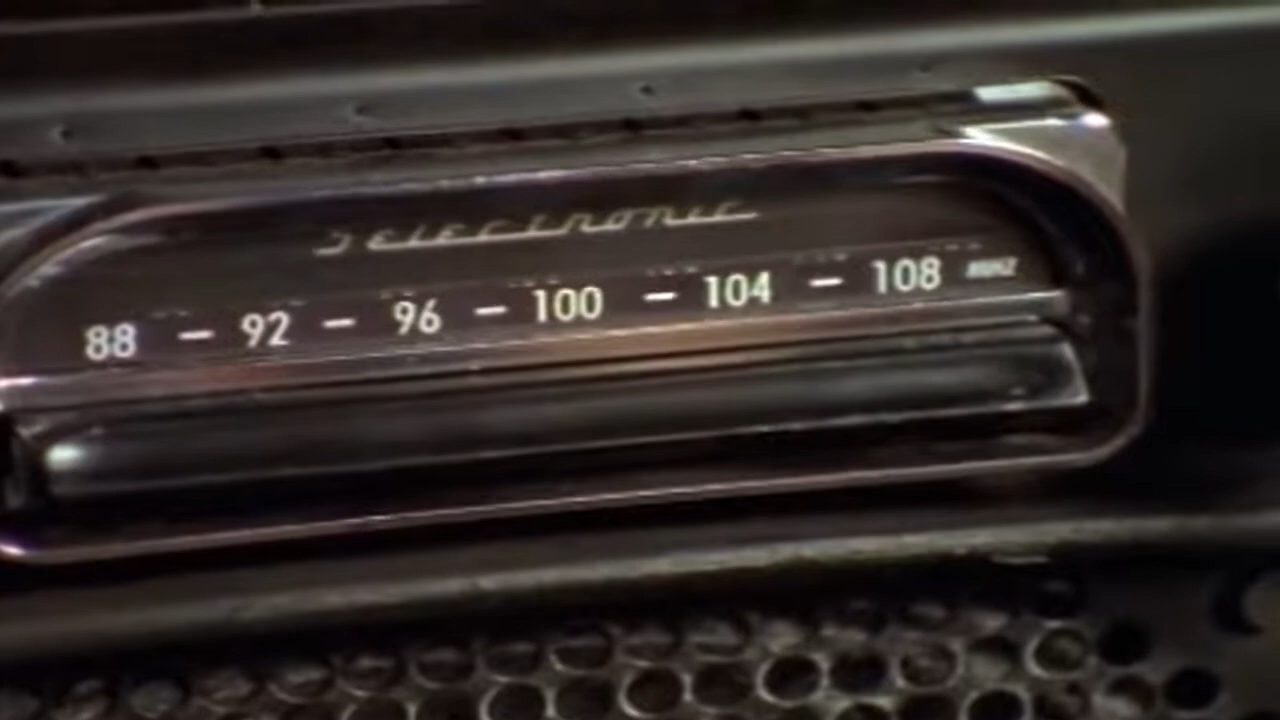 Selectronic
88 – 92 – 96 – 100 – 104 – 108 MHZ